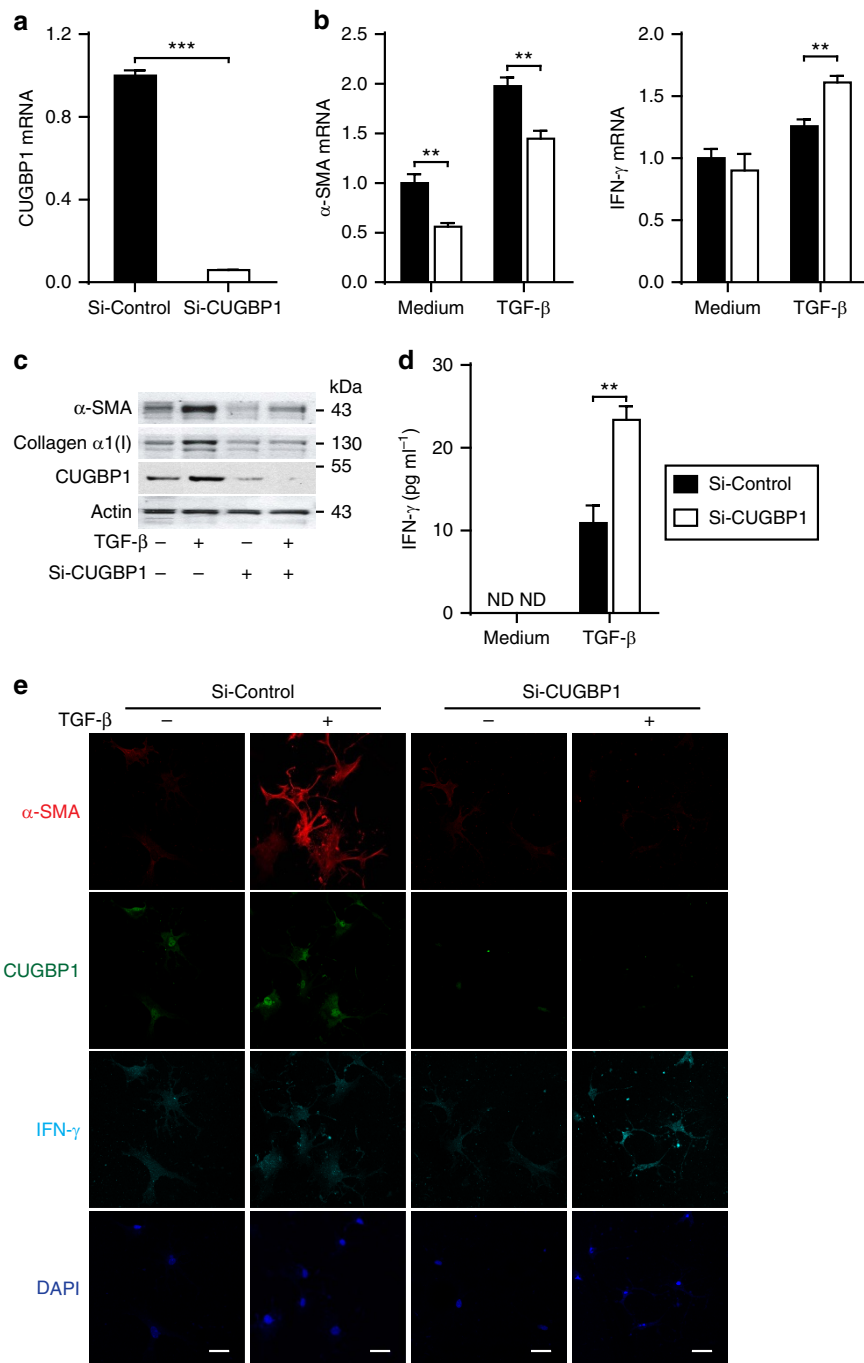 a
1.2
0.8
0.4
0.0
CUGBP1 mRNA
***
Si-Control Si-CUGBP1
b
2.5
2.0
1.5
1.0
0.5
0.0
α-SMA mRNA
**
**
Medium TGF-β
2.0
1.5
1.0
0.5
0.0
IFN-γ mRNA
**
Medium TGF-β
c
kDa
α-SMA 43
Collagen α1(I) 130
55
CUGBP1
Actin 43
TGF-β – + – +
Si-CUGBP1 – – + +
d
30
20
10
0
IFN-γ (pg ml−1)
**
ND ND
Medium TGF-β
Si-Control
Si-CUGBP1
e
Si-Control Si-CUGBP1
TGF-β – + – +
α-SMA
CUGBP1
IFN-γ
DAPI